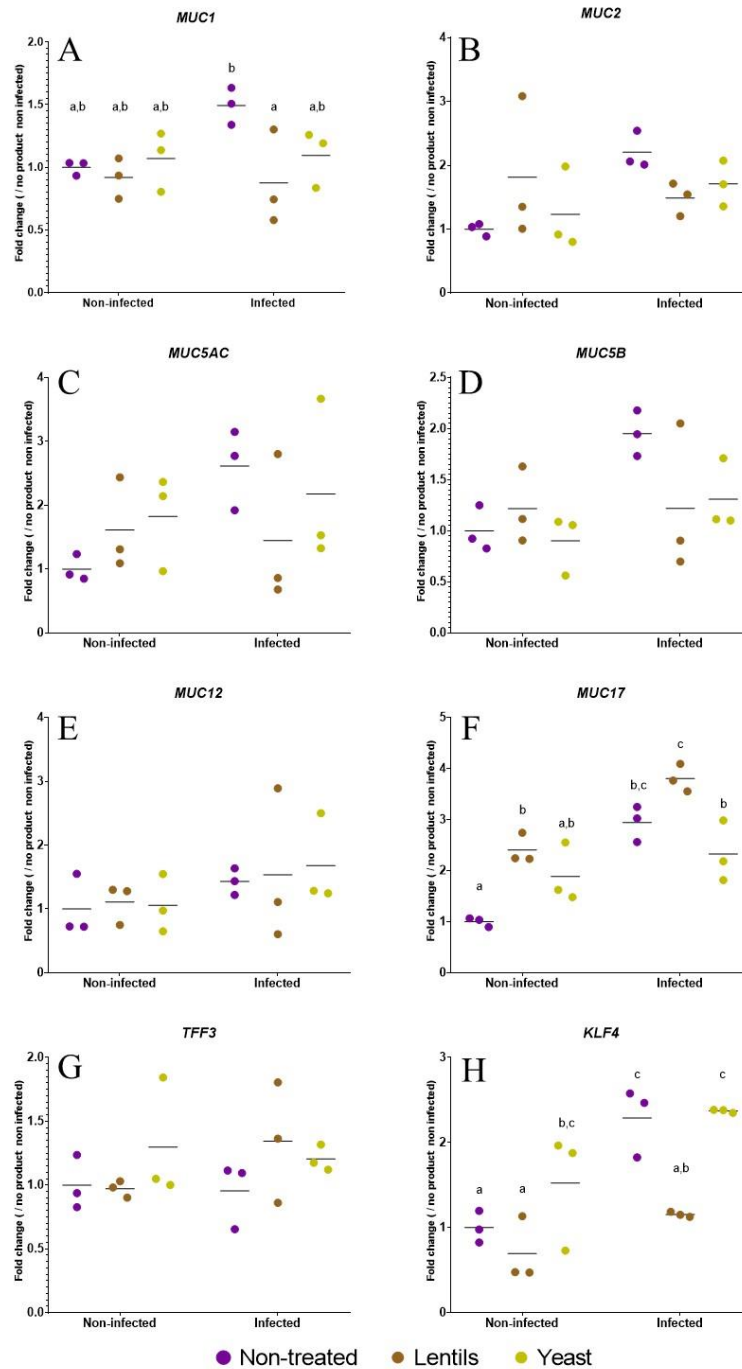 MUC1
A
Fold change ( / no product non infected)
2.0
1.5
1.0
0.5
0.0
a,b
a,b
a,b
b
a
a,b
Non-infected
Infected
MUC2
B
Fold change ( / no product non infected)
4
3
2
1
0
Non-infected
Infected
MUC5AC
C
Fold change ( / no product non infected)
4
3
2
1
0
Non-infected
Infected
MUC5B
D
Fold change ( / no product non infected)
2.5
2.0
1.5
1.0
0.5
0.0
Non-infected
Infected
MUC12
E
Fold change ( / no product non infected)
4
3
2
1
0
Non-infected
Infected
MUC17
F
Fold change ( / no product non infected)
5
4
3
2
1
0
a
b
a,b
b,c
c
b
Non-infected
Infected
TFF3
G
Fold change ( / no product non infected)
2.0
1.5
1.0
0.5
0.0
Non-infected
Infected
KLF4
H
Fold change ( / no product non infected)
3
2
1
0
a
a
b,c
c
a,b
c
Non-infected
Infected
Non-treated
Lentils
Yeast